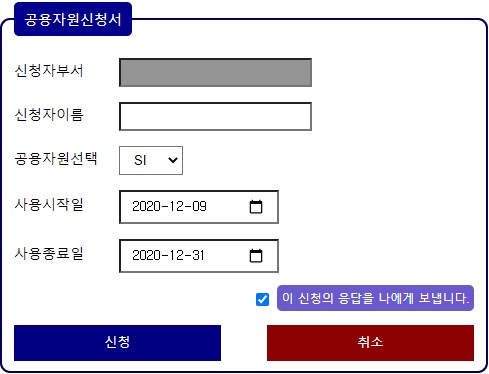 공용자원신청서
신청자부서
신청자이름
공용자원선택 SI
사용시작일 2020-12-09
사용종료일 2020-12-31
이 신청의 응답을 나에게 보냅니다.
신청 취소